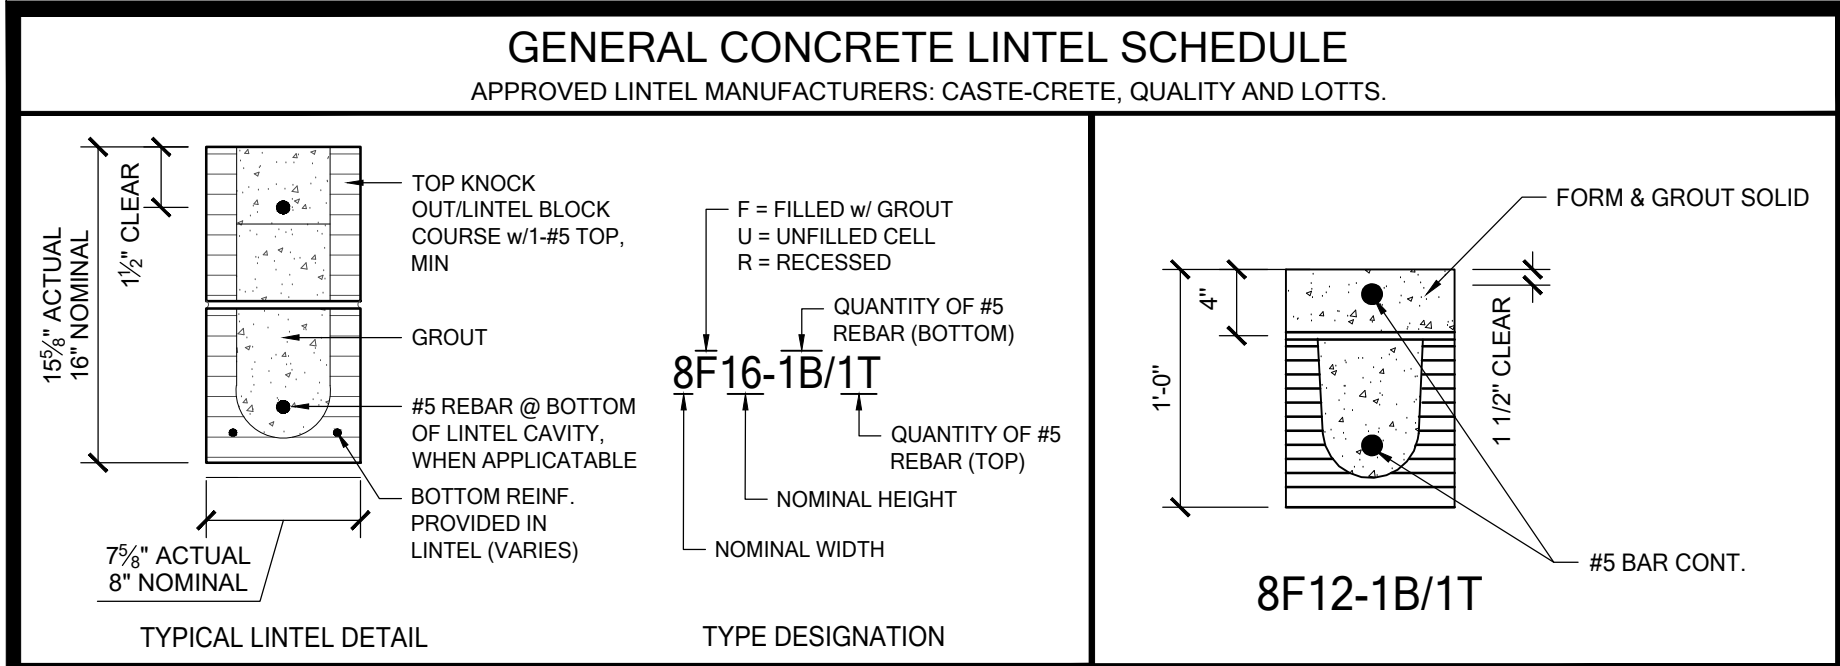 GENERAL CONCRETE LINTEL SCHEDULE
APPROVED LINTEL MANUFACTURERS: CASTE-CRETE, QUALITY AND LOTTS.
15⅝" ACTUAL
16" NOMINAL
1½" CLEAR
TOP KNOCK
OUT/LINTEL BLOCK
COURSE w/1-#5 TOP,
MIN
GROUT
#5 REBAR @ BOTTOM
OF LINTEL CAVITY,
WHEN APPLICATABLE
BOTTOM REINF.
PROVIDED IN
LINTEL (VARIES)
7⅝" ACTUAL
8" NOMINAL
TYPICAL LINTEL DETAIL
F = FILLED w/ GROUT
U = UNFILLED CELL
R = RECESSED
QUANTITY OF #5
REBAR (BOTTOM)
8F16-1B/1T
QUANTITY OF #5
REBAR (TOP)
NOMINAL HEIGHT
NOMINAL WIDTH
TYPE DESIGNATION
FORM & GROUT SOLID
4"
1'-0"
1 1/2" CLEAR
#5 BAR CONT.
8F12-1B/1T